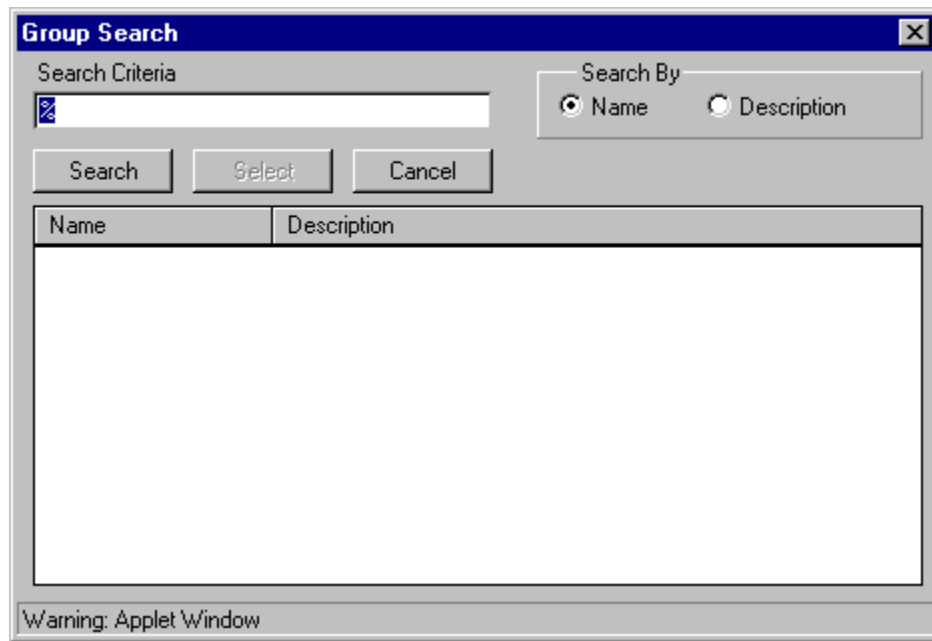 Group Search
Search Criteria
Search By
%
Name Description
Search Select Cancel
Name Description
Warning: Applet Window